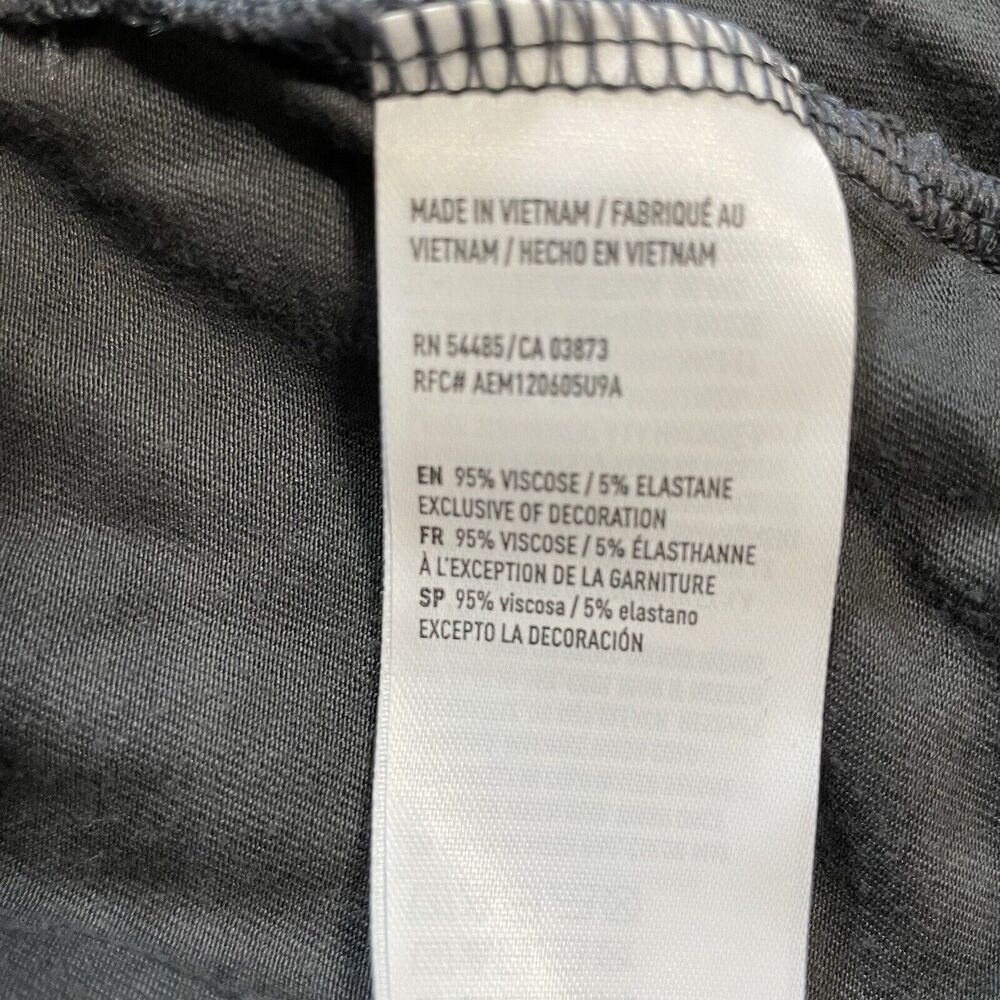 MADE IN VIETNAM / FABRIQUÉ AU
VIETNAM / HECHO EN VIETNAM
RN 54485/CA 03873
RFC# AEM120605U9A
EN 95% VISCOSE / 5% ELASTANE
EXCLUSIVE OF DECORATION
FR 95% VISCOSE / 5% ÉLASTHANNE
À L'EXCEPTION DE LA GARNITURE
SP 95% viscosa / 5% elastano
EXCEPTO LA DECORACIÓN